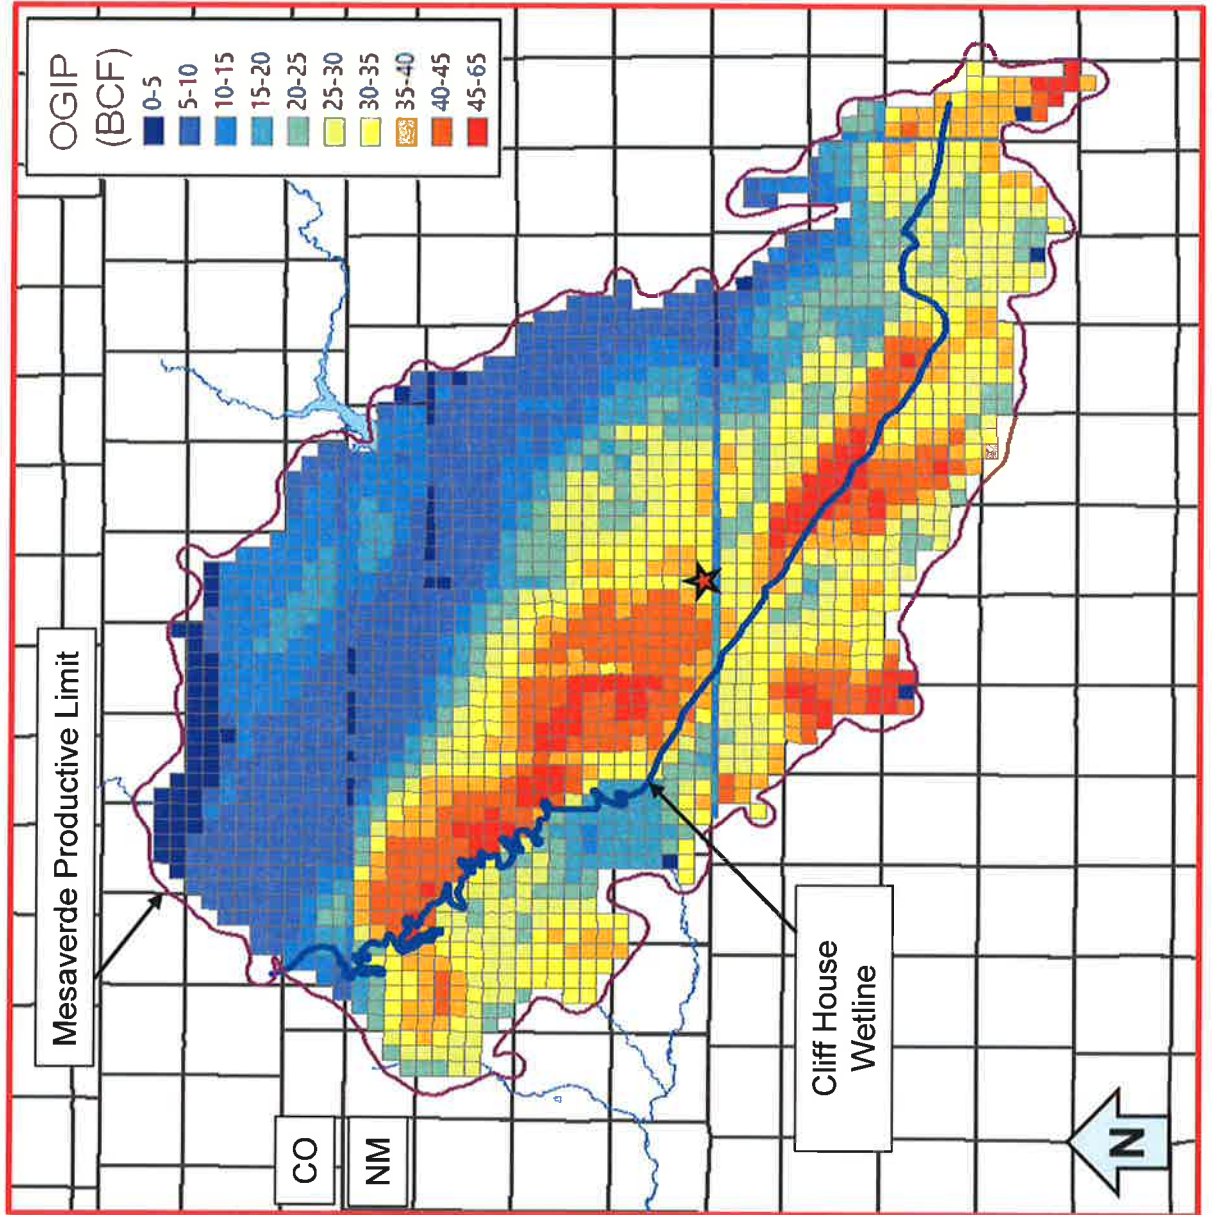 Mesaverde Productive Limit
OGIP
(BCF)
0-5
5-10
10-15
15-20
20-25
25-30
30-35
35-40
40-45
45-65
CO
NM
Cliff House
Wetline
N